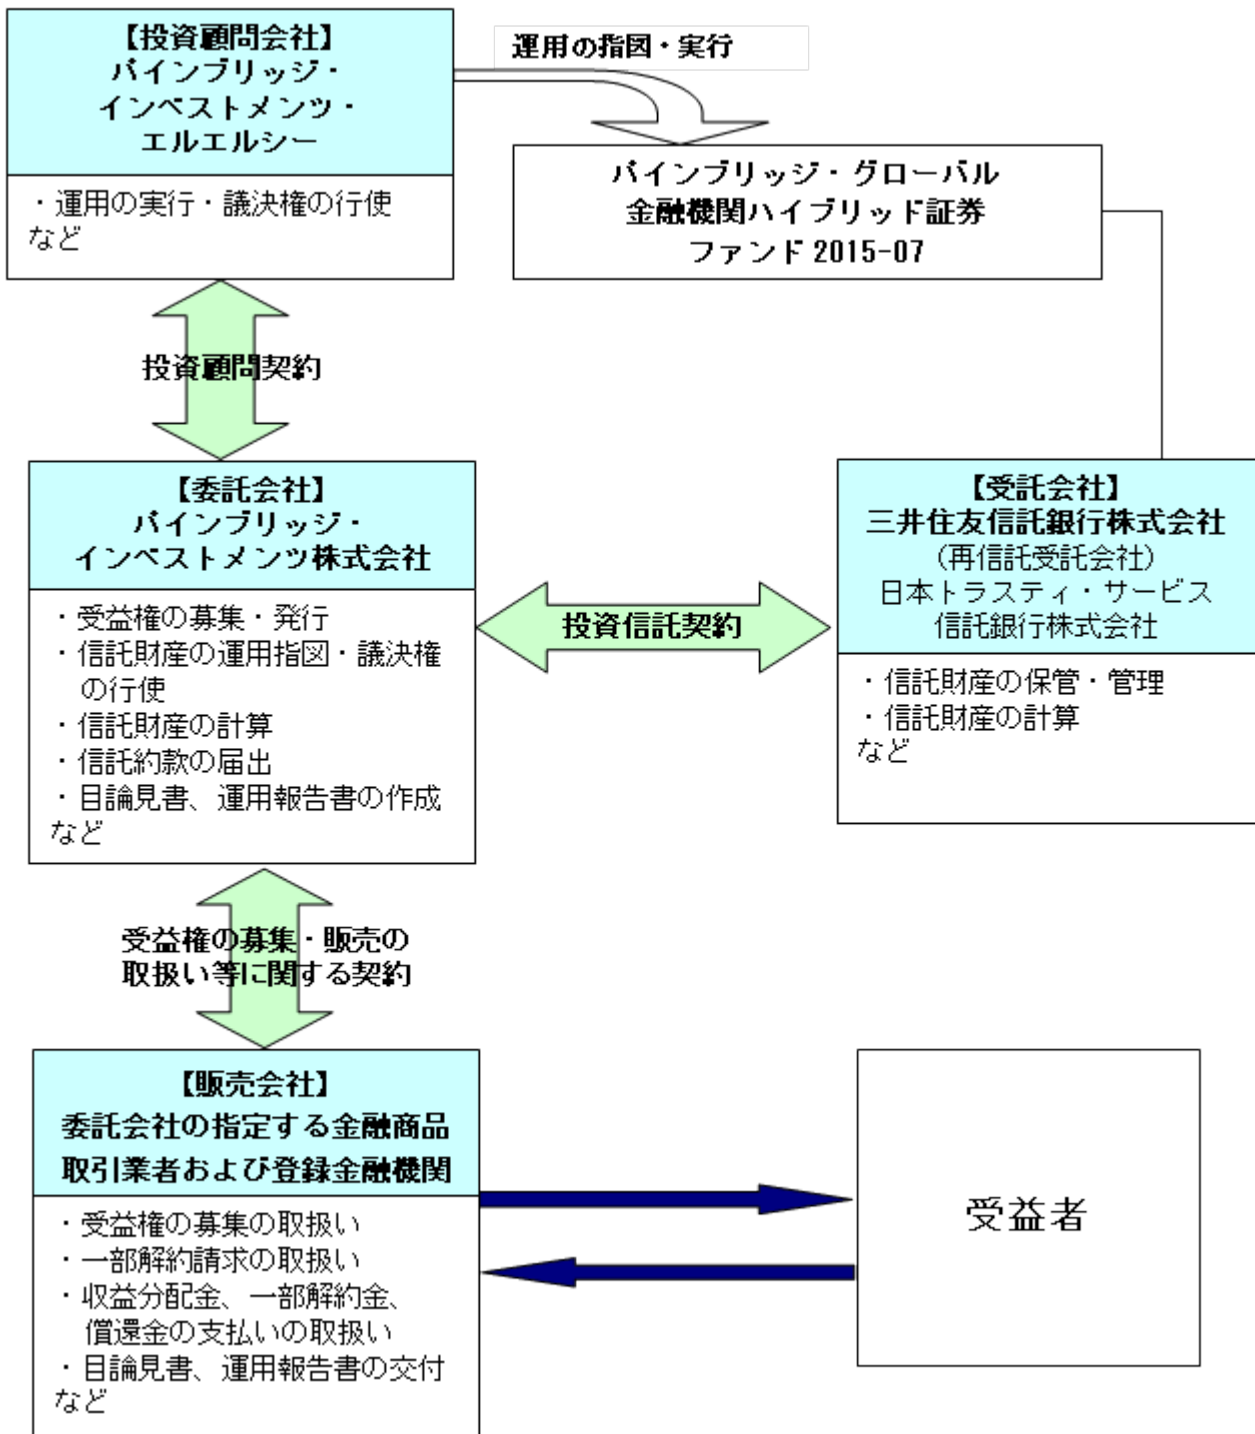 【投資顧問会社】
パインブリッジ・
インベストメンツ・
エルエルシー
・運用の実行・議決権の行使
など
運用の指図・実行
パインブリッジ・グローバル
金融機関ハイブリッド証券
ファンド 2015-07
投資顧問契約
【委託会社】
パインブリッジ・
インベストメンツ株式会社
・受益権の募集・発行
・信託財産の運用指図・議決権
の行使
・信託財産の計算
・信託約款の届出
・目論見書、運用報告書の作成
など
投資信託契約
【受託会社】
三井住友信託銀行株式会社
(再信託受託会社)
日本トラスティ・サービス
信託銀行株式会社
・信託財産の保管・管理
・信託財産の計算
など
受益権の募集・販売の
取扱い等に関する契約
【販売会社】
委託会社の指定する金融商品
取引業者および登録金融機関
・受益権の募集の取扱い
・一部解約請求の取扱い
・収益分配金、一部解約金、
償還金の支払いの取扱い
・目論見書、運用報告書の交付
など
受益者